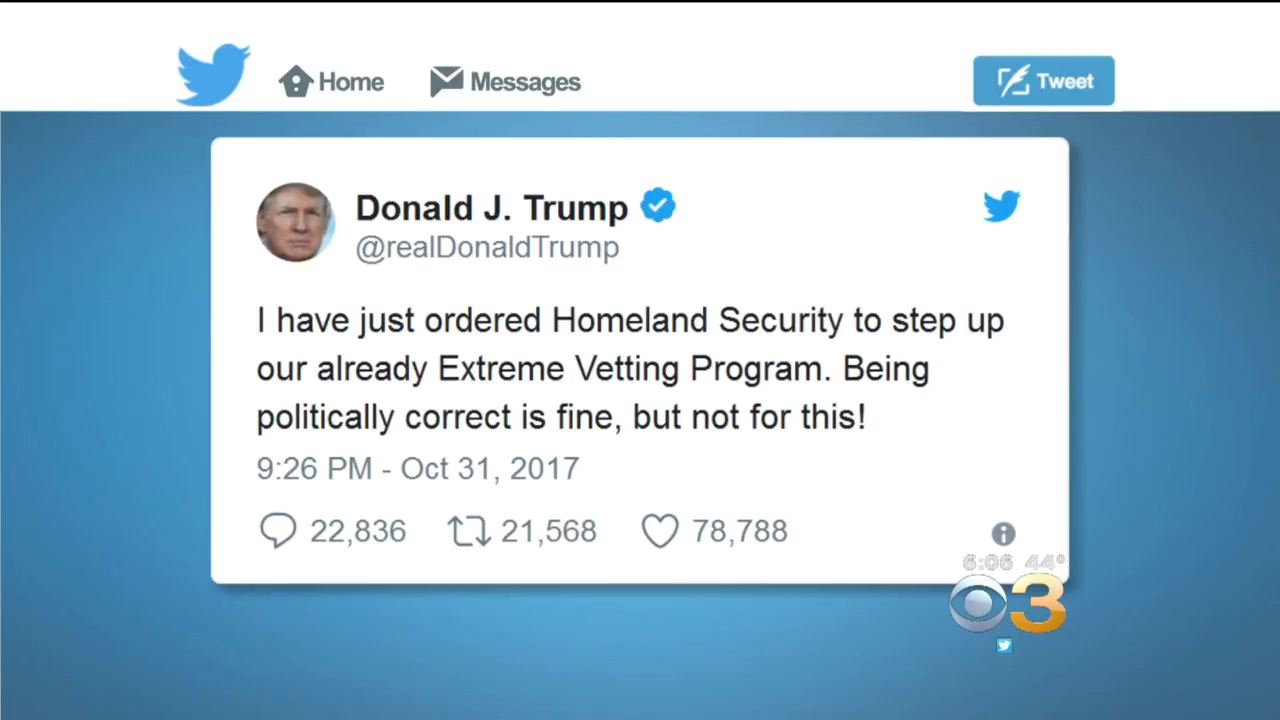 Home Messages Tweet
Donald J. Trump
@realDonaldTrump
I have just ordered Homeland Security to step up
our already Extreme Vetting Program. Being
politically correct is fine, but not for this!
9:26 PM - Oct 31, 2017
22,836 21,568 78,788
6:06 44°
3